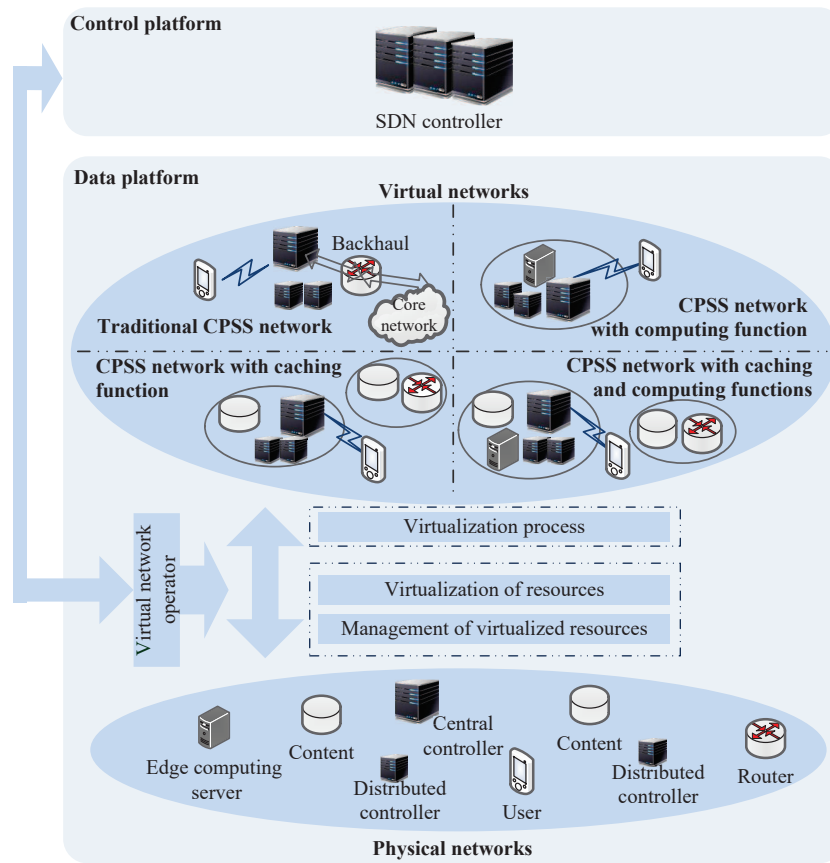 Control platform
SDN controller
Data platform
Virtual networks
Backhaul
Core
network
Traditional CPSS network
CPSS network
with computing function
CPSS network with caching
function
CPSS network with caching
and computing functions
Virtual network
operator
Virtualization process
Virtualization of resources
Management of virtualized resources
Edge computing
server
Content
Central
controller
Distributed
controller
User
Content
Distributed
controller
Router
Physical networks